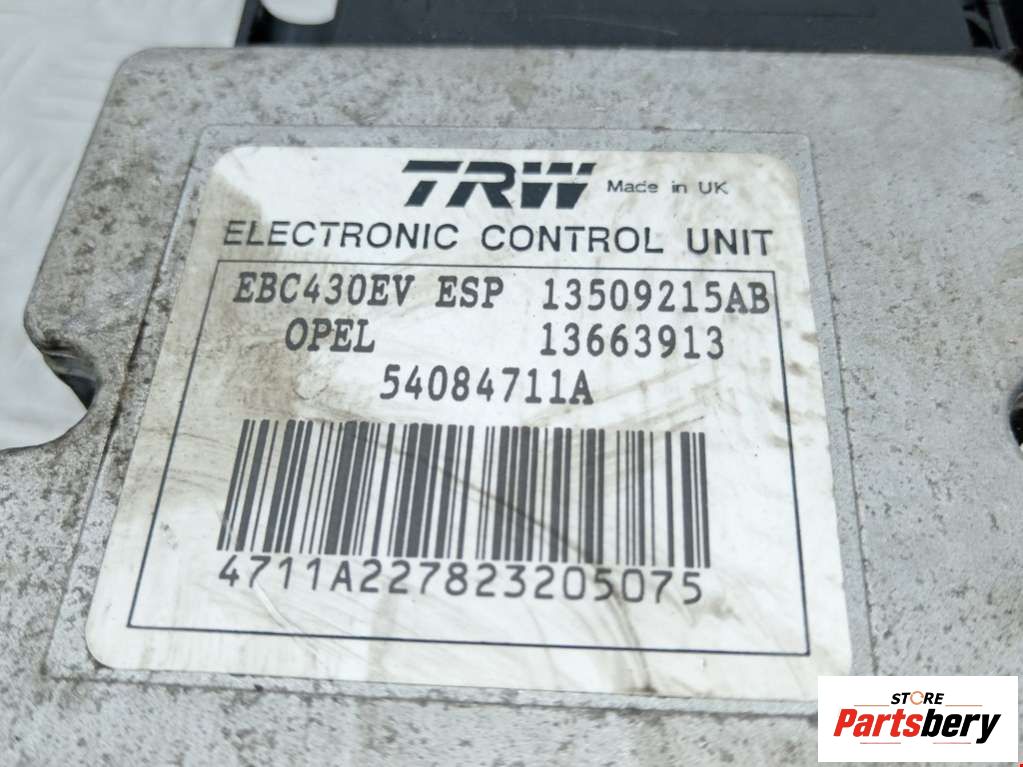 TRW Made in UK
ELECTRONIC CONTROL UNIT
EBC430EV ESP 13509215AB
OPEL 13663913
54084711A
4711A227823205075
STORE
Partsbery